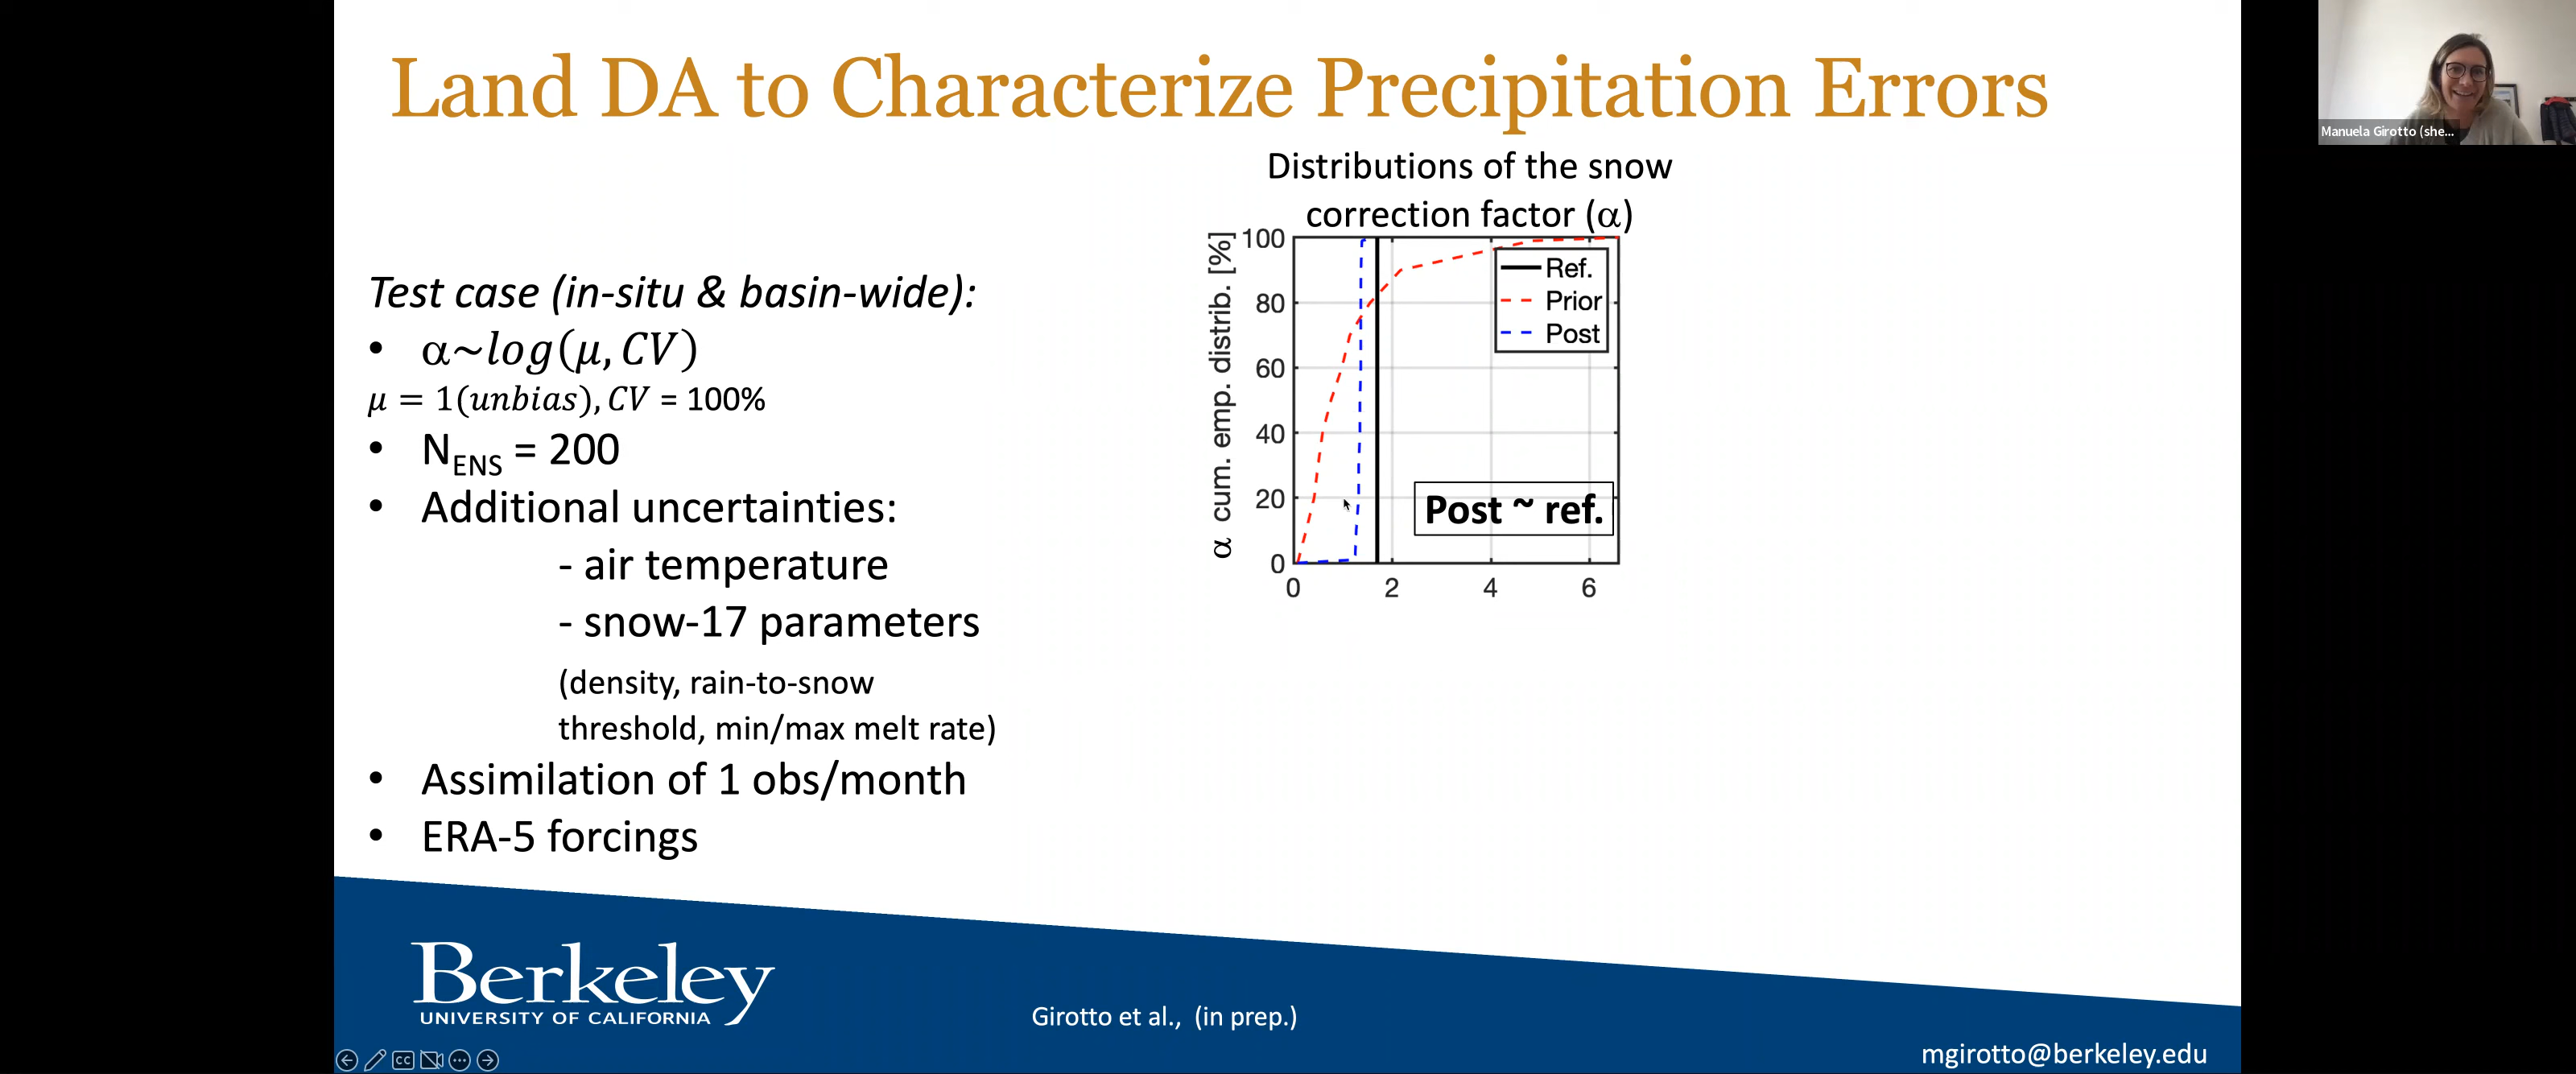 Land DA to Characterize Precipitation Errors
Manuela Girotto (she...
Distributions of the snow
correction factor (α)
Test case (in-situ & basin-wide):
• α~log(μ, CV)
μ = 1(unbias), CV = 100%
• N_ENS = 200
• Additional uncertainties:
- air temperature
- snow-17 parameters
(density, rain-to-snow
threshold, min/max melt rate)
• Assimilation of 1 obs/month
• ERA-5 forcings
α cum. emp. distrib. [%]
100
80
60
40
20
0
0 2 4 6
Ref.
Prior
Post
Post ~ ref.
Berkeley
UNIVERSITY OF CALIFORNIA
Girotto et al., (in prep.)
mgirotto@berkeley.edu
CC